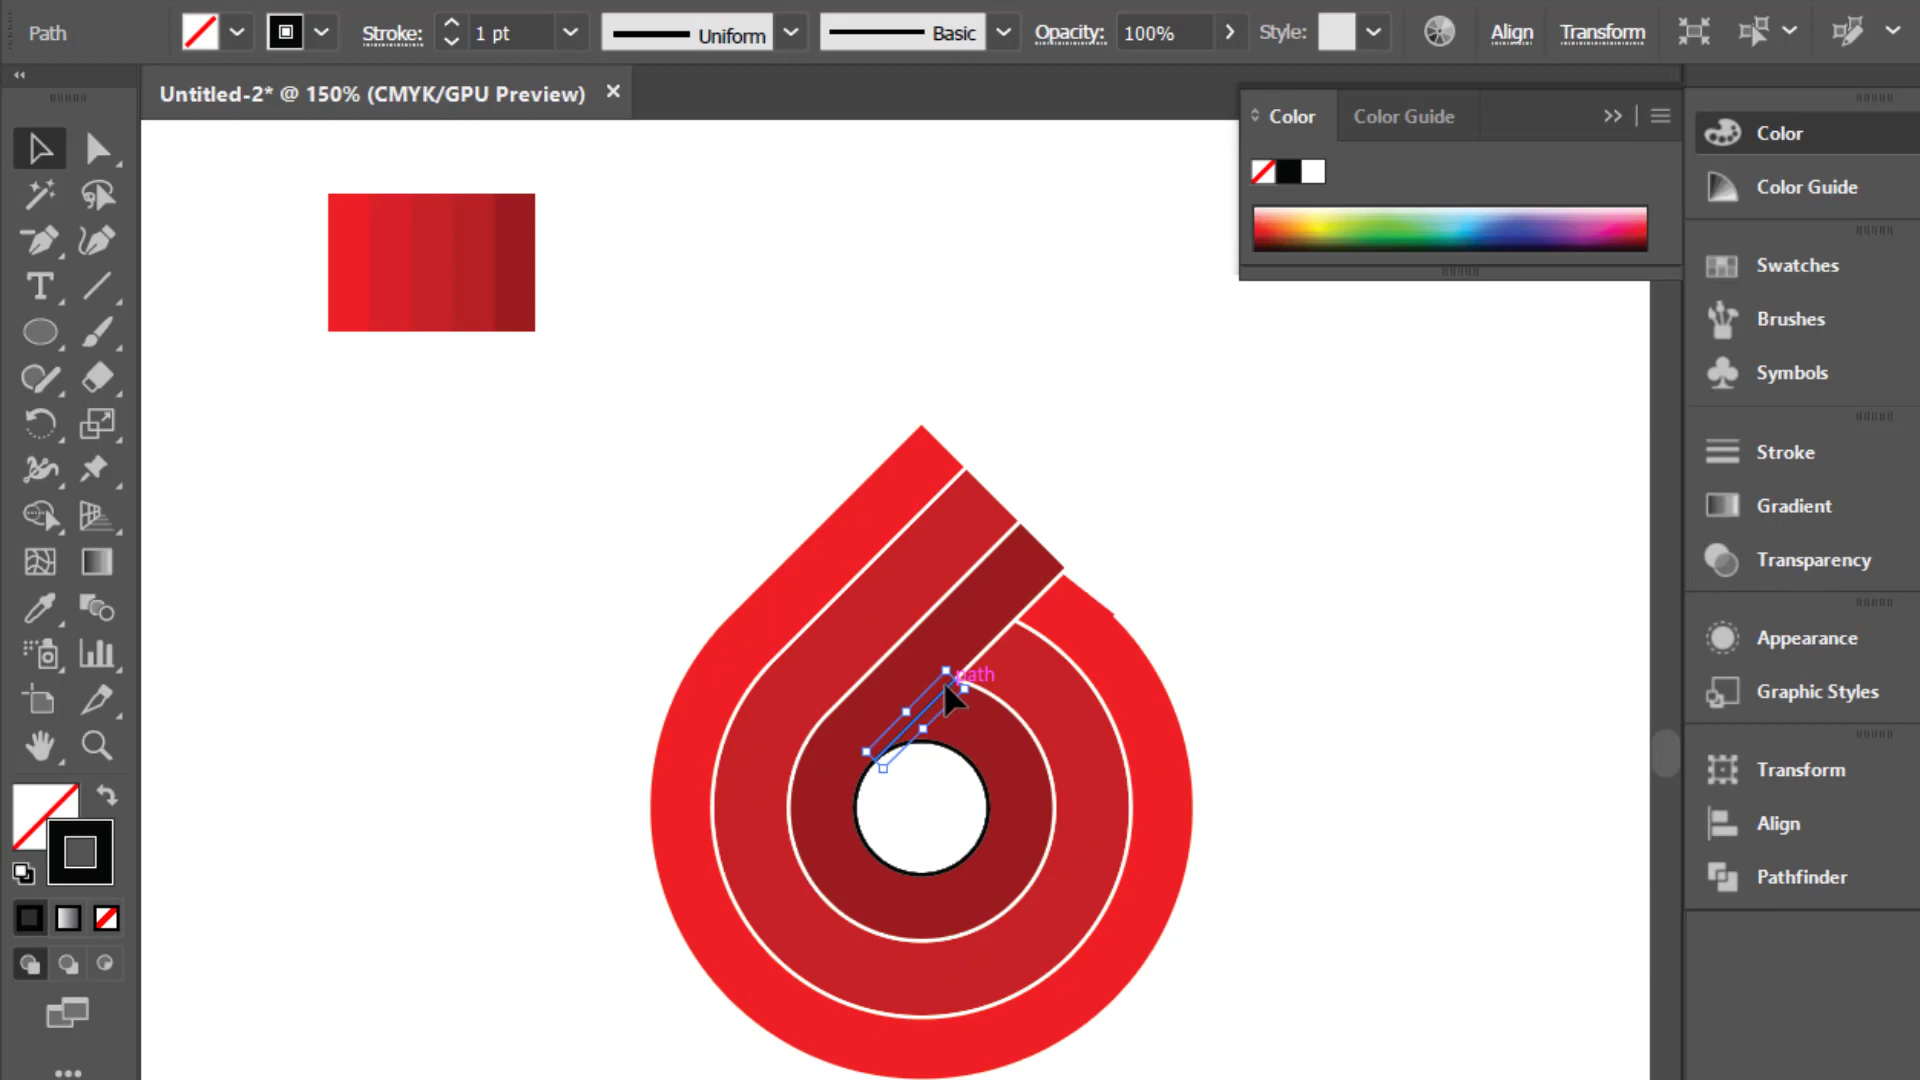 Path
Stroke:
1 pt
Uniform
Basic
Opacity:
100%
Style:
Align
Transform
Untitled-2* @ 150% (CMYK/GPU Preview)
Color
Color Guide
Color
Color Guide
Swatches
Brushes
Symbols
Stroke
Gradient
Transparency
Appearance
Graphic Styles
Transform
Align
Pathfinder
path